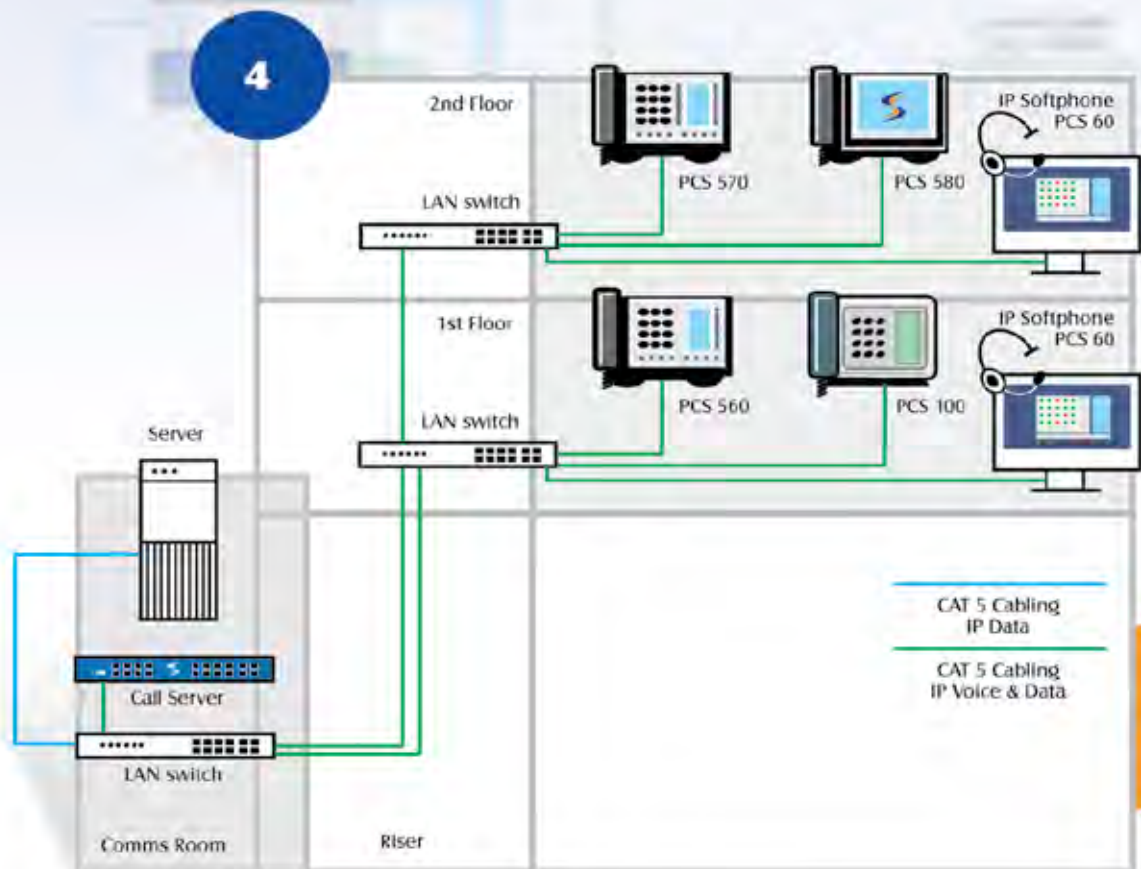 4
2nd Floor
IP Softphone
PCS 60
PCS 570
PCS 580
LAN switch
1st Floor
IP Softphone
PCS 60
PCS 560
PCS 100
LAN switch
Server
CAT 5 Cabling
IP Data
CAT 5 Cabling
IP Voice & Data
Call Server
LAN switch
Comms Room
Riser